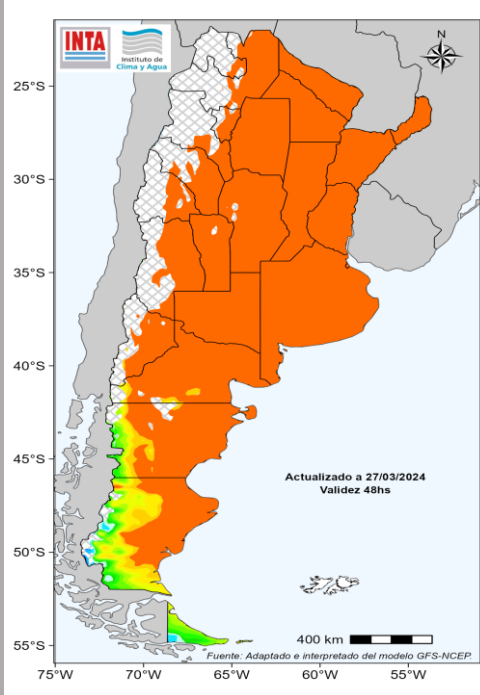 INTA
Instituto de
Clima y Agua
N
25°S
30°S
35°S
40°S
45°S
50°S
55°S
Actualizado a 27/03/2024
Validez 48hs
400 km
Fuente: Adaptado e interpretado del modelo GFS-NCEP.
75°W
70°W
65°W
60°W
55°W